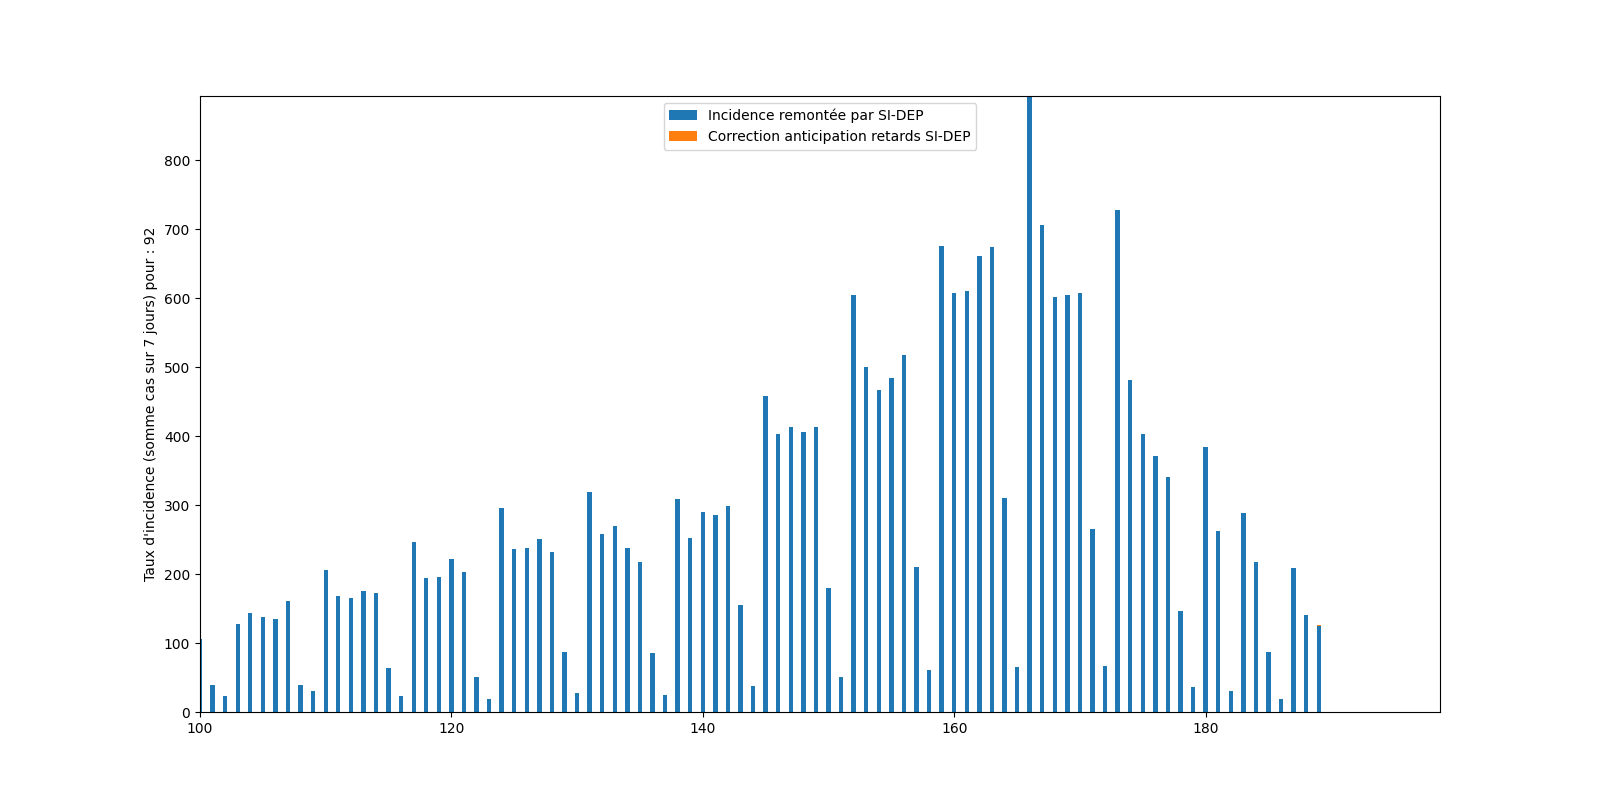 Incidence remontée par SI-DEP
Correction anticipation retards SI-DEP
Taux d'incidence (somme cas sur 7 jours) pour : 92
800
700
600
500
400
300
200
100
0
100 120 140 160 180